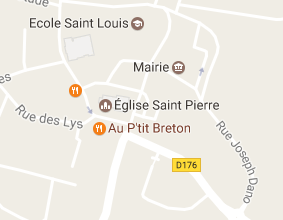 Ecole Saint Louis
Mairie
Église Saint Pierre
Rue des Lys
Au P'tit Breton
Rue Joseph Dano
D176